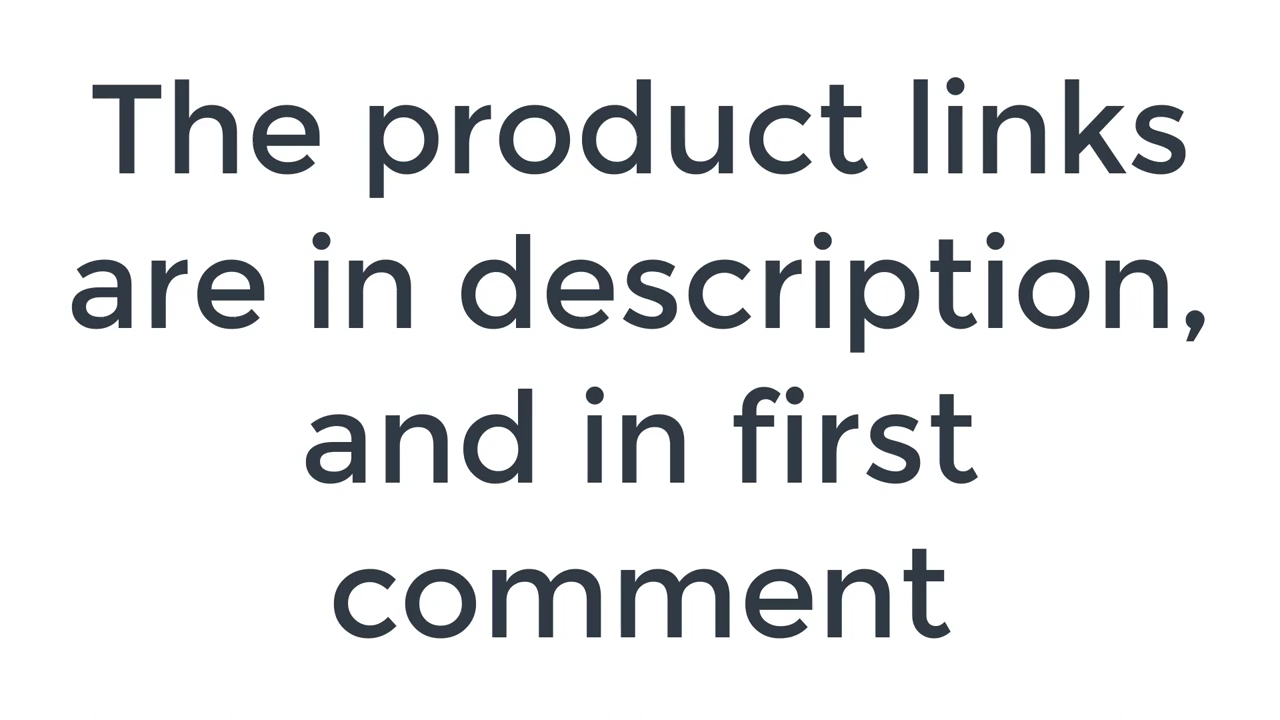 The product links
are in description,
and in first
comment